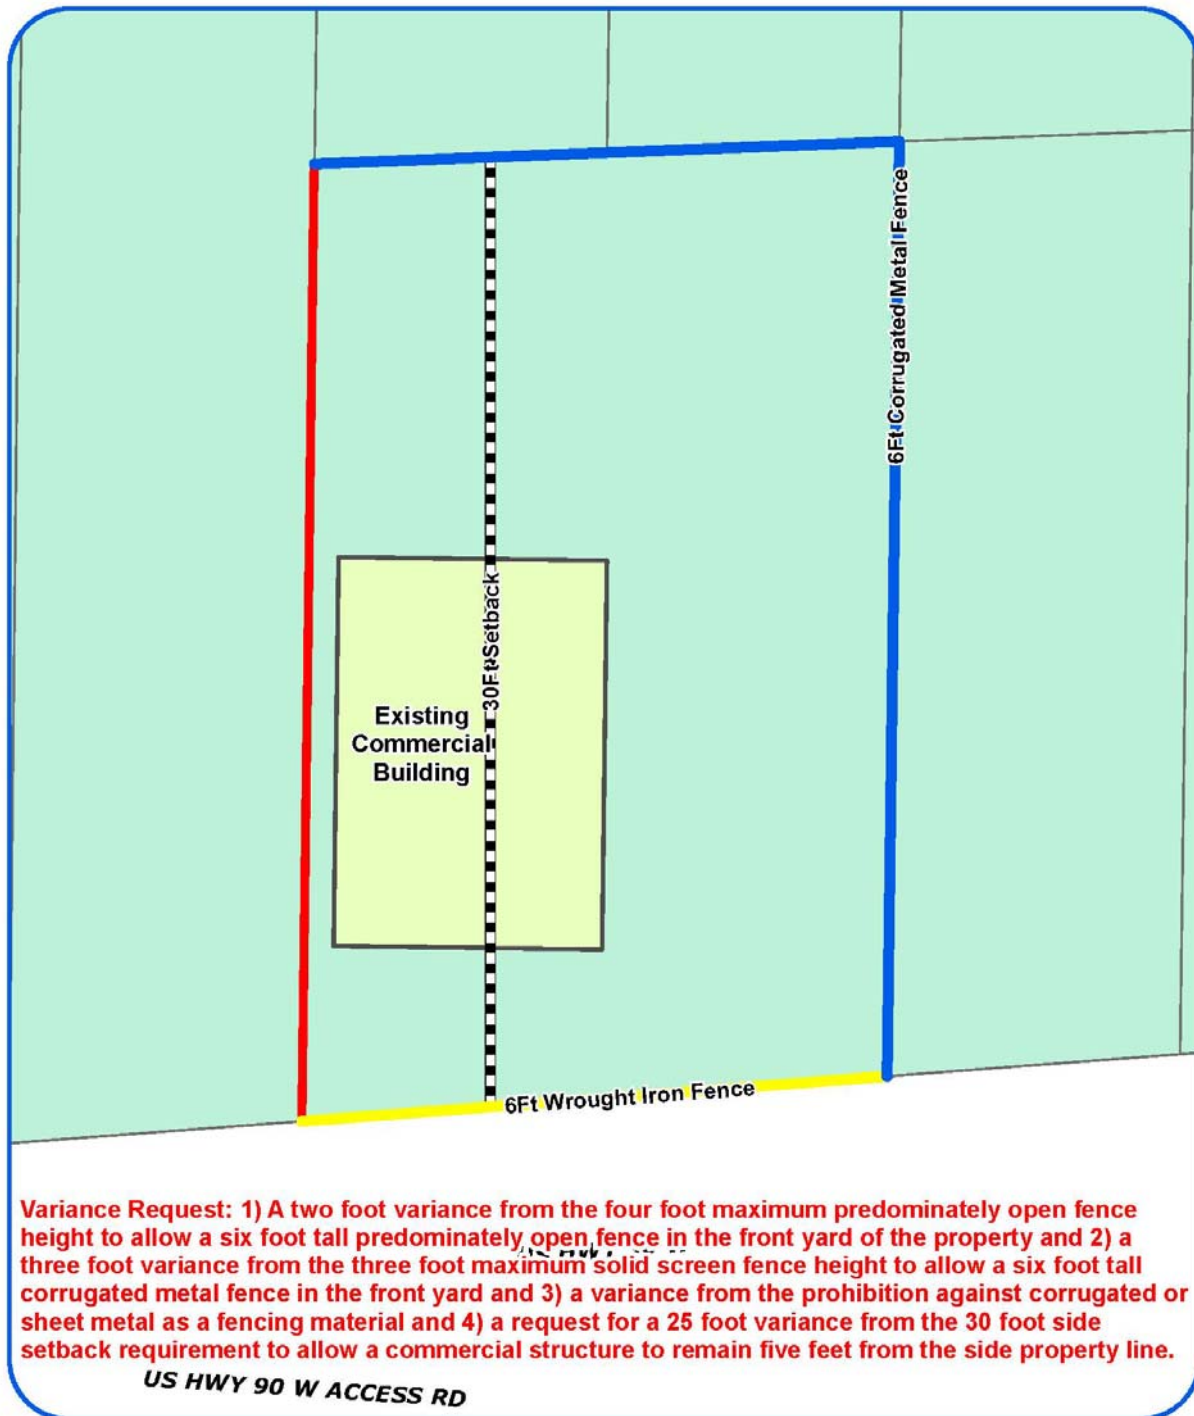 6Ft Corrugated Metal Fence
30Ft Setback
Existing
Commercial
Building
6Ft Wrought Iron Fence
Variance Request: 1) A two foot variance from the four foot maximum predominately open fence
height to allow a six foot tall predominately open fence in the front yard of the property and 2) a
three foot variance from the three foot maximum solid screen fence height to allow a six foot tall
corrugated metal fence in the front yard and 3) a variance from the prohibition against corrugated or
sheet metal as a fencing material and 4) a request for a 25 foot variance from the 30 foot side
setback requirement to allow a commercial structure to remain five feet from the side property line.
US HWY 90 W ACCESS RD